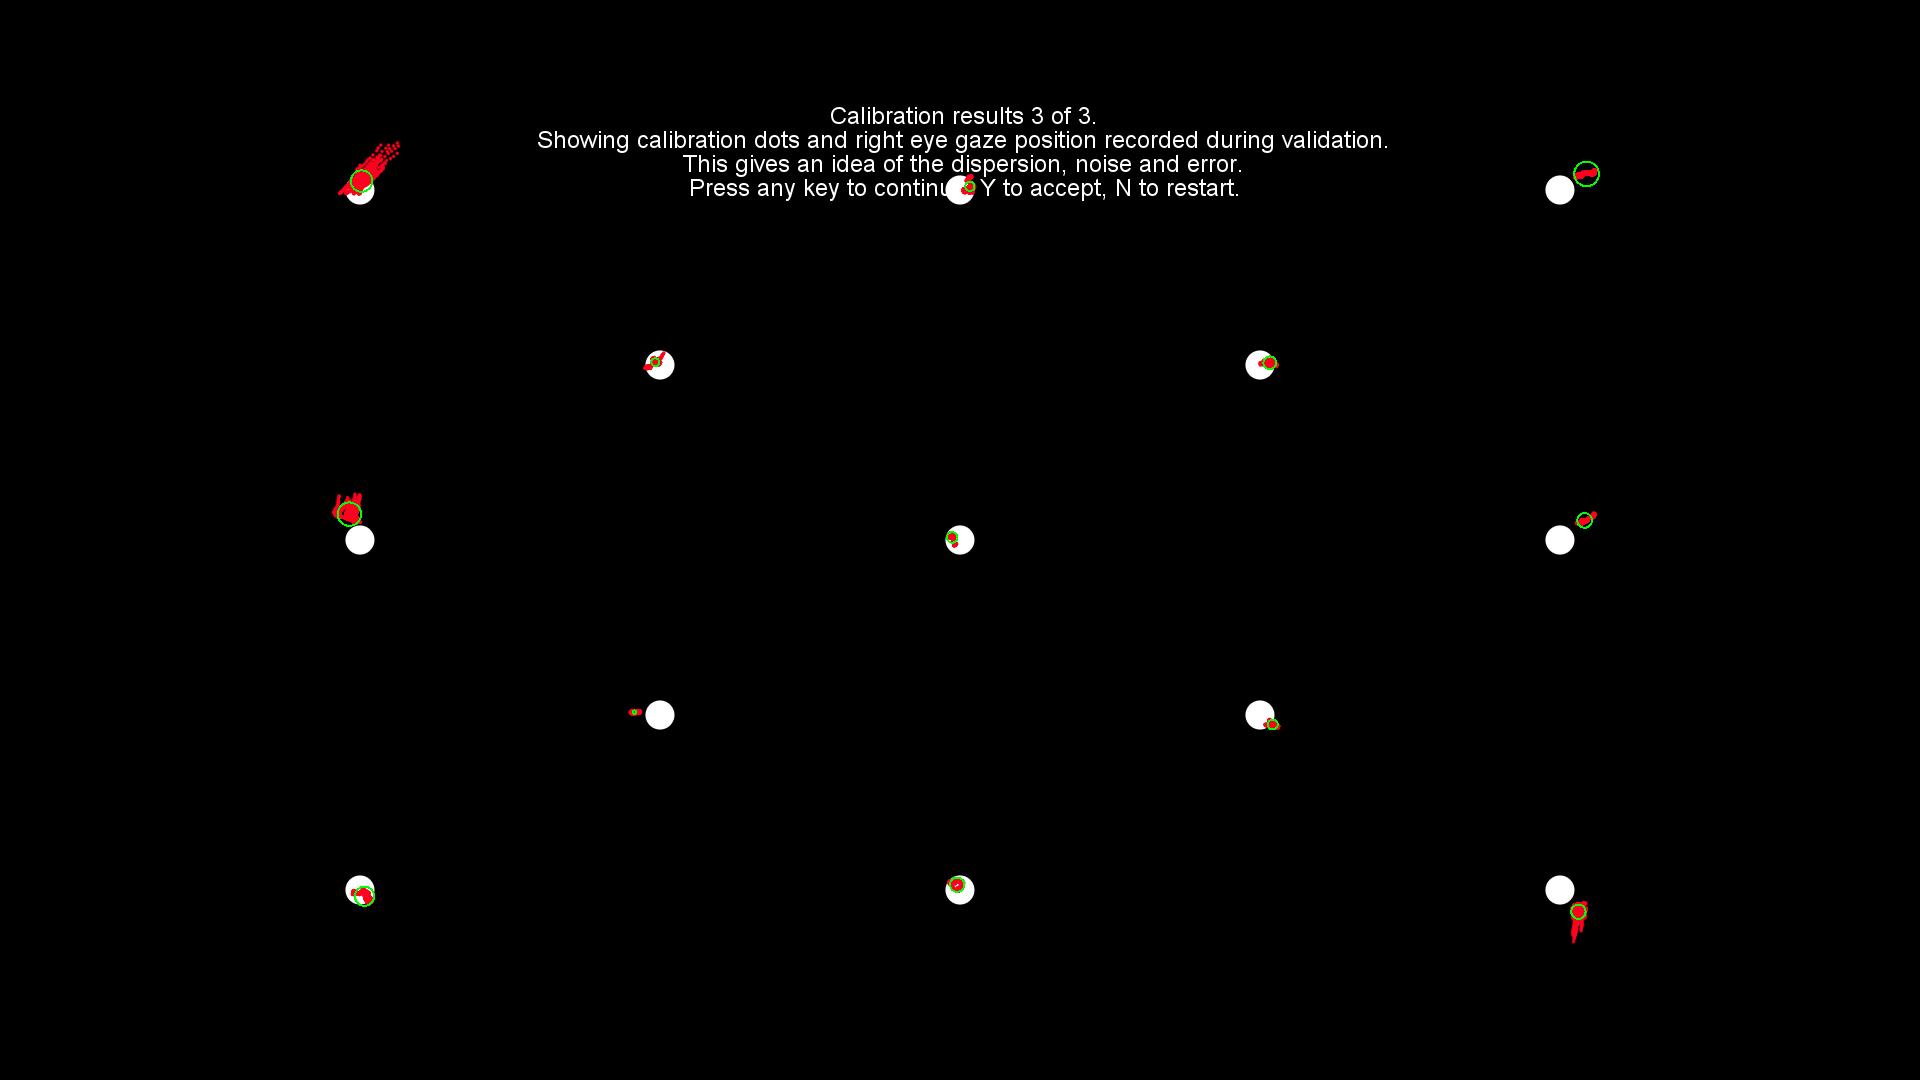 Calibration results 3 of 3.
Showing calibration dots and right eye gaze position recorded during validation.
This gives an idea of the dispersion, noise and error.
Press any key to continu Y to accept, N to restart.